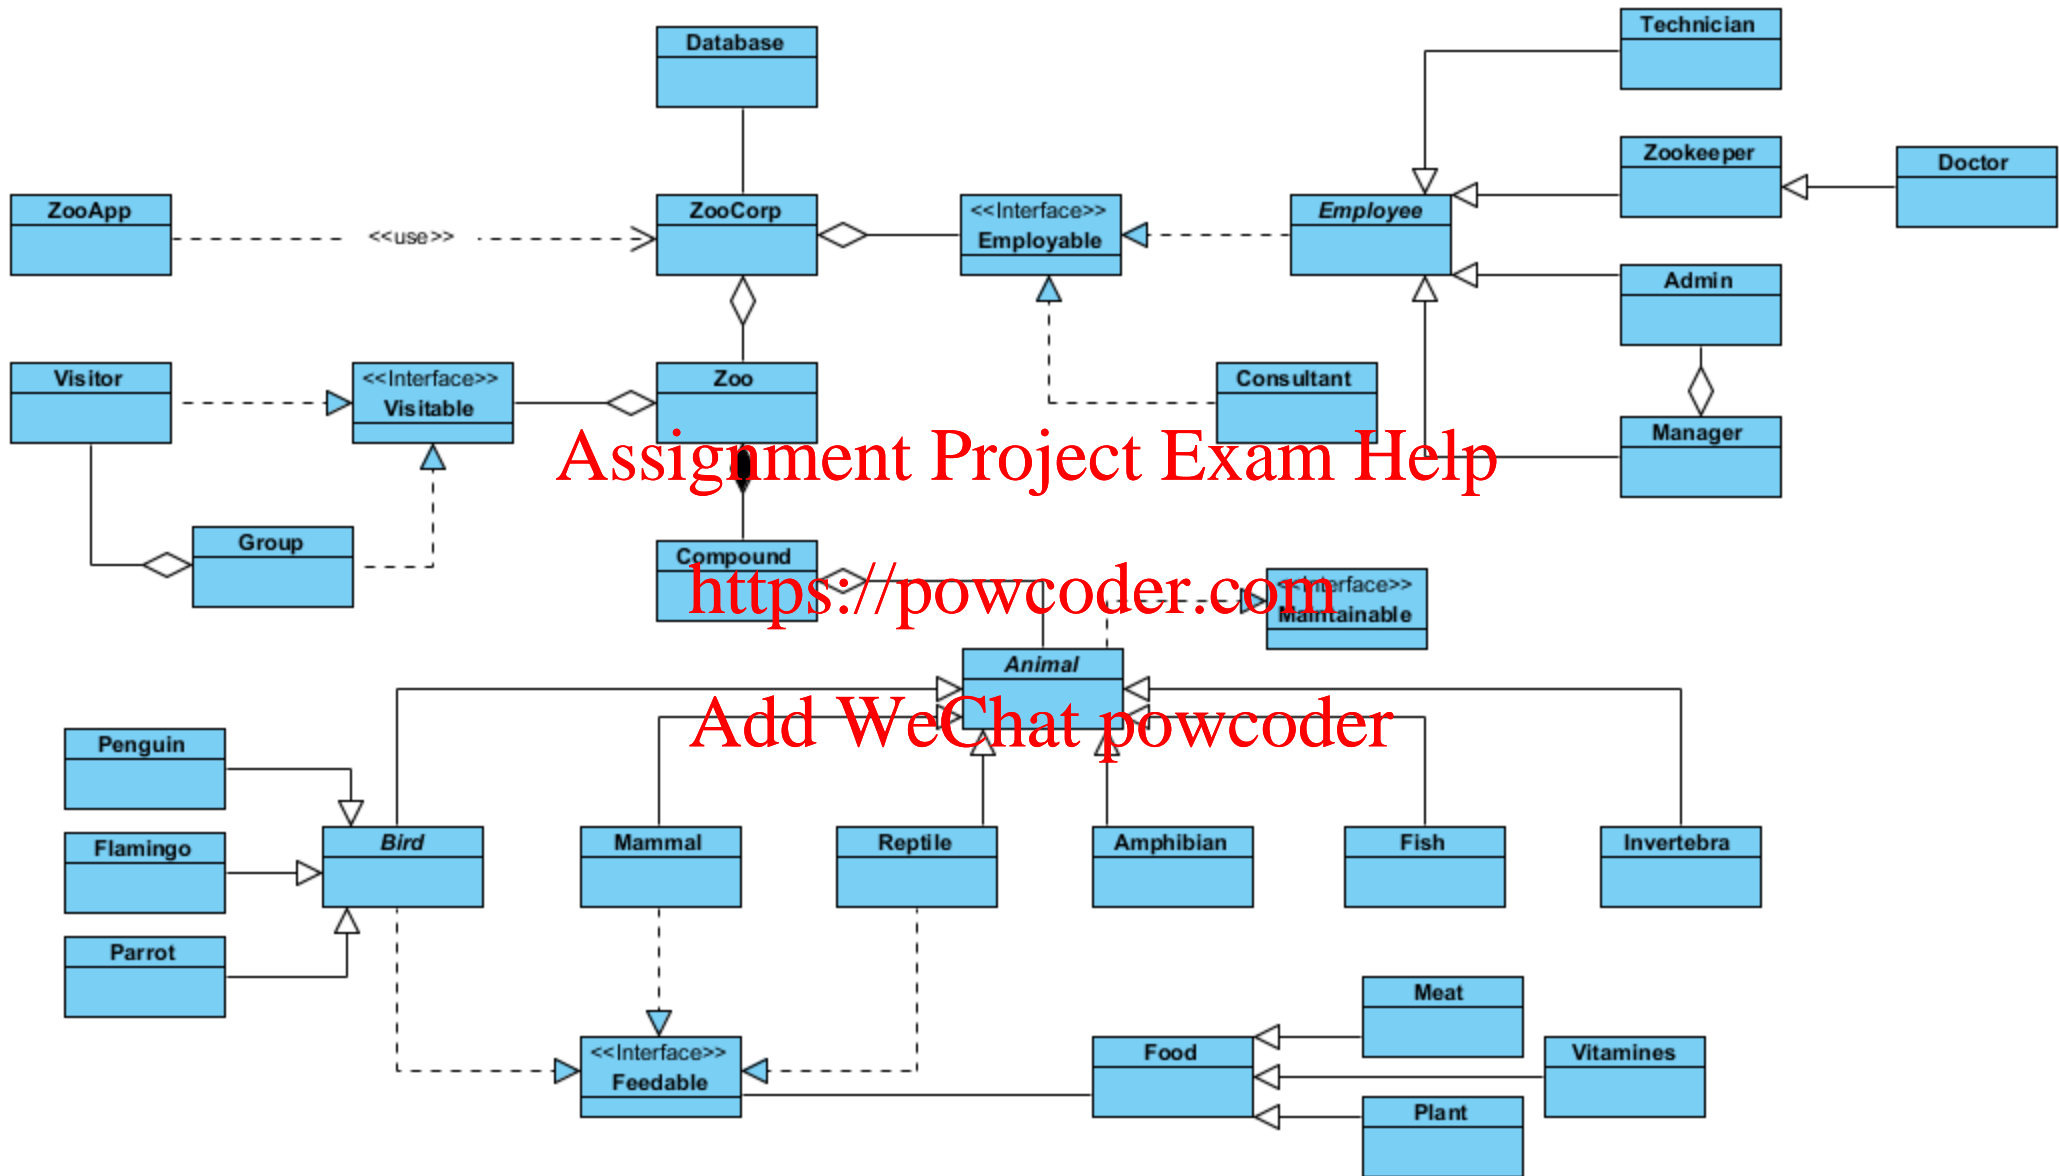 Technician
Database
Zookeeper
Doctor
ZooApp
<<use>>
ZooCorp
<<Interface>>
Employable
Employee
Admin
Visitor
<<Interface>>
Visitable
Zoo
Consultant
Manager
Assignment Project Exam Help
Group
Compound
https://powcoder.com
<<Interface>>
Maintainable
Animal
Add WeChat powcoder
Penguin
Flamingo
Bird
Mammal
Reptile
Amphibian
Fish
Invertebra
Parrot
Meat
<<Interface>>
Feedable
Food
Vitamines
Plant